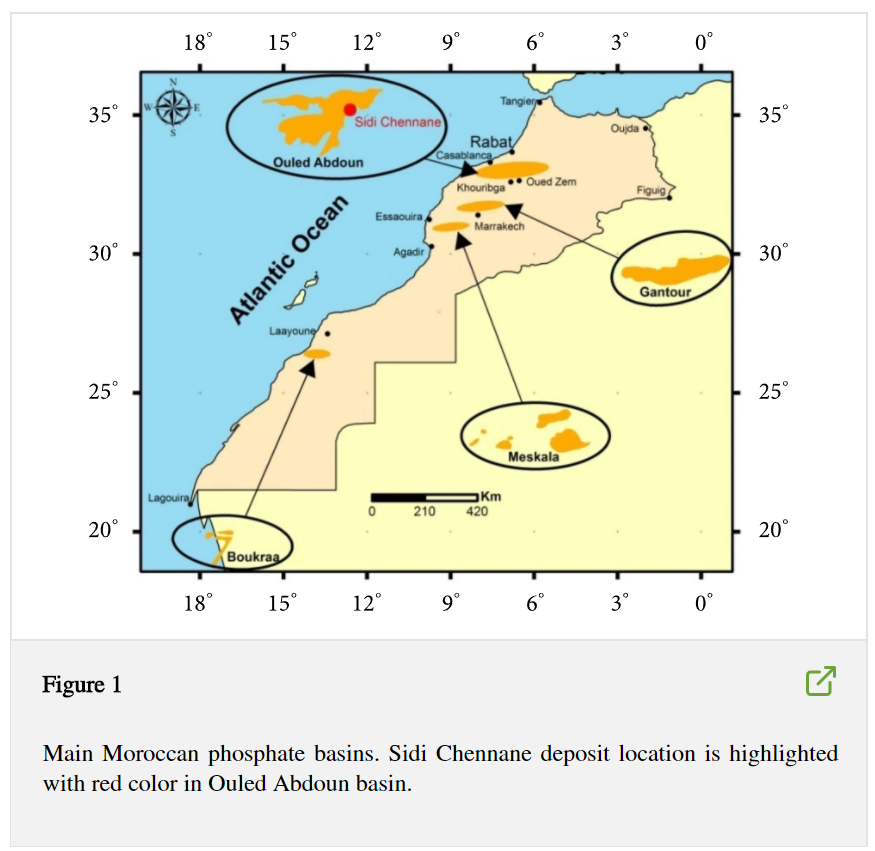 18° 15° 12° 9° 6° 3° 0°
N
W E
S
35° 35°
Tangier
Sidi Chennane
Oujda
Rabat
Casablanca
Ouled Abdoun
Khouribga Oued Zem
Figuig
Essaouira
Marrakech
Agadir
30° 30°
Atlantic Ocean
Gantour
Laayoune
25° 25°
Meskala
Lagouira
Km
0 210 420
20° 20°
Boukraa
18° 15° 12° 9° 6° 3° 0°
Figure 1
Main Moroccan phosphate basins. Sidi Chennane deposit location is highlighted
with red color in Ouled Abdoun basin.